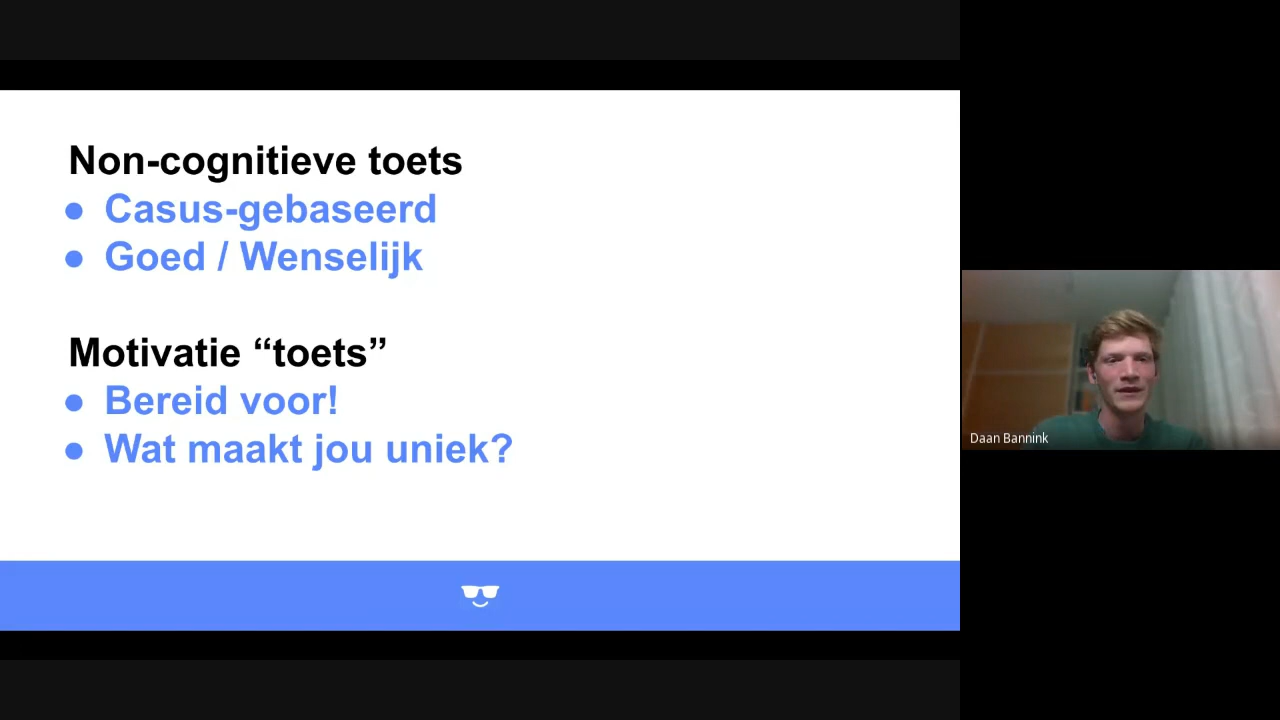 Non-cognitieve toets
● Casus-gebaseerd
● Goed / Wenselijk
Motivatie “toets”
● Bereid voor!
● Wat maakt jou uniek?
Daan Bannink